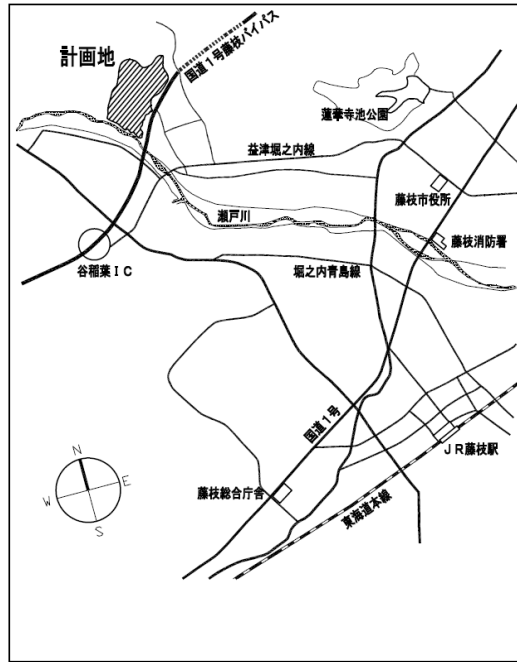 計画地
国道1号藤枝バイパス
蓮華寺池公園
益津堀之内線
藤枝市役所
瀬戸川
藤枝消防署
谷稲葉IC
堀之内青島線
国道1号
JR藤枝駅
藤枝総合庁舎
東海道本線
N
W
E
S